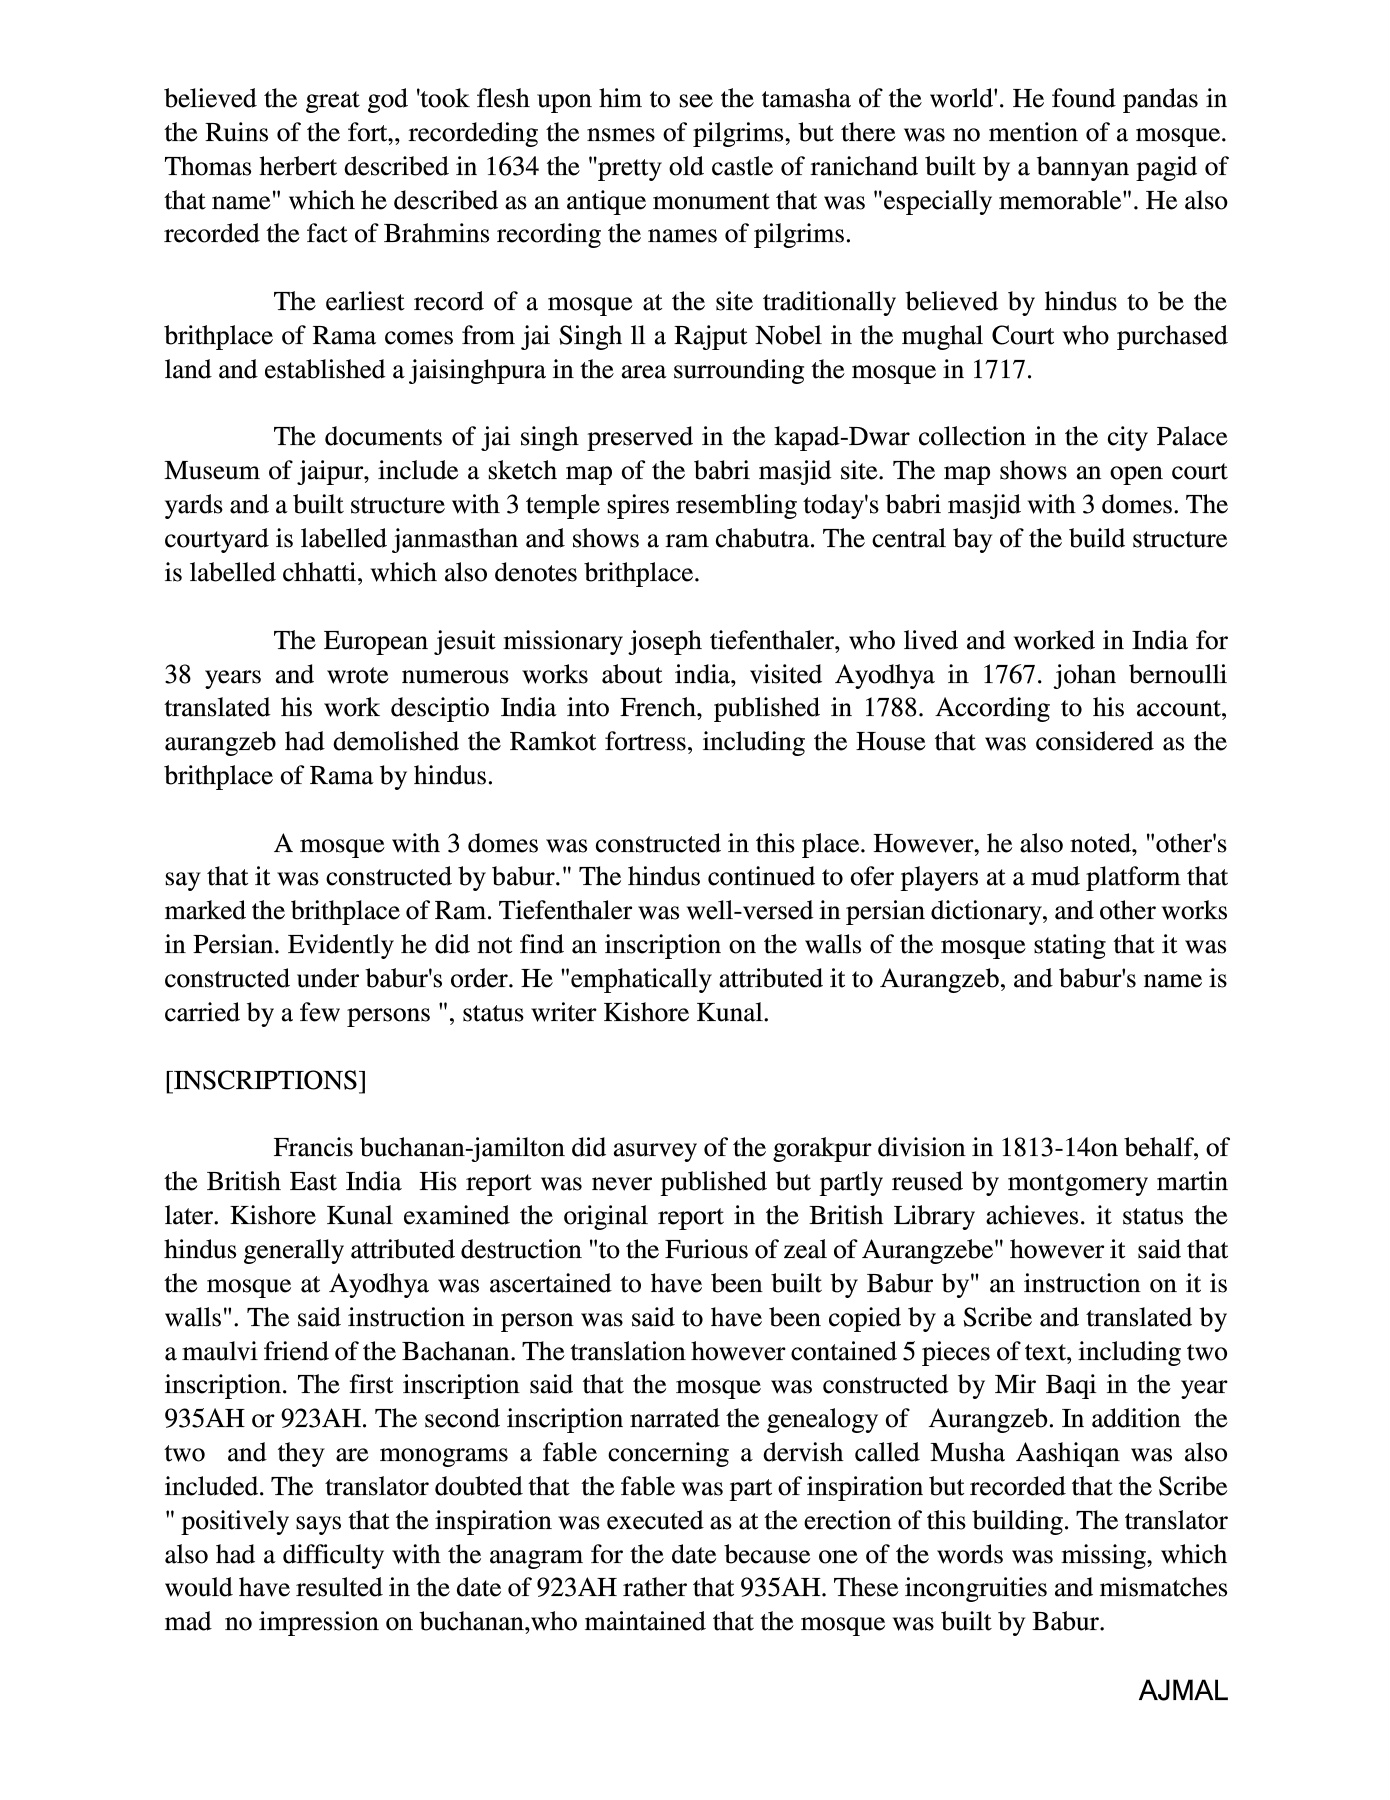 believed the great god 'took flesh upon him to see the tamasha of the world'. He found pandas in
the Ruins of the fort,, recordeding the nsmes of pilgrims, but there was no mention of a mosque.
Thomas herbert described in 1634 the "pretty old castle of ranichand built by a bannyan pagid of
that name" which he described as an antique monument that was "especially memorable". He also
recorded the fact of Brahmins recording the names of pilgrims.
The earliest record of a mosque at the site traditionally believed by hindus to be the
brithplace of Rama comes from jai Singh ll a Rajput Nobel in the mughal Court who purchased
land and established a jaisinghpura in the area surrounding the mosque in 1717.
The documents of jai singh preserved in the kapad-Dwar collection in the city Palace
Museum of jaipur, include a sketch map of the babri masjid site. The map shows an open court
yards and a built structure with 3 temple spires resembling today's babri masjid with 3 domes. The
courtyard is labelled janmasthan and shows a ram chabutra. The central bay of the build structure
is labelled chhatti, which also denotes brithplace.
The European jesuit missionary joseph tiefenthaler, who lived and worked in India for
38 years and wrote numerous works about india, visited Ayodhya in 1767. johan bernoulli
translated his work desciptio India into French, published in 1788. According to his account,
aurangzeb had demolished the Ramkot fortress, including the House that was considered as the
brithplace of Rama by hindus.
A mosque with 3 domes was constructed in this place. However, he also noted, "other's
say that it was constructed by babur." The hindus continued to ofer players at a mud platform that
marked the brithplace of Ram. Tiefenthaler was well-versed in persian dictionary, and other works
in Persian. Evidently he did not find an inscription on the walls of the mosque stating that it was
constructed under babur's order. He "emphatically attributed it to Aurangzeb, and babur's name is
carried by a few persons ", status writer Kishore Kunal.
[INSCRIPTIONS]
Francis buchanan-jamilton did asurvey of the gorakpur division in 1813-14on behalf, of
the British East India  His report was never published but partly reused by montgomery martin
later. Kishore Kunal examined the original report in the British Library achieves. it status the
hindus generally attributed destruction "to the Furious of zeal of Aurangzebe" however it  said that
the mosque at Ayodhya was ascertained to have been built by Babur by" an instruction on it is
walls". The said instruction in person was said to have been copied by a Scribe and translated by
a maulvi friend of the Bachanan. The translation however contained 5 pieces of text, including two
inscription. The first inscription said that the mosque was constructed by Mir Baqi in the year
935AH or 923AH. The second inscription narrated the genealogy of  Aurangzeb. In addition  the
two  and they are monograms a fable concerning a dervish called Musha Aashiqan was also
included. The  translator doubted that  the fable was part of inspiration but recorded that the Scribe
" positively says that the inspiration was executed as at the erection of this building. The translator
also had a difficulty with the anagram for the date because one of the words was missing, which
would have resulted in the date of 923AH rather that 935AH. These incongruities and mismatches
mad  no impression on buchanan,who maintained that the mosque was built by Babur.
AJMAL